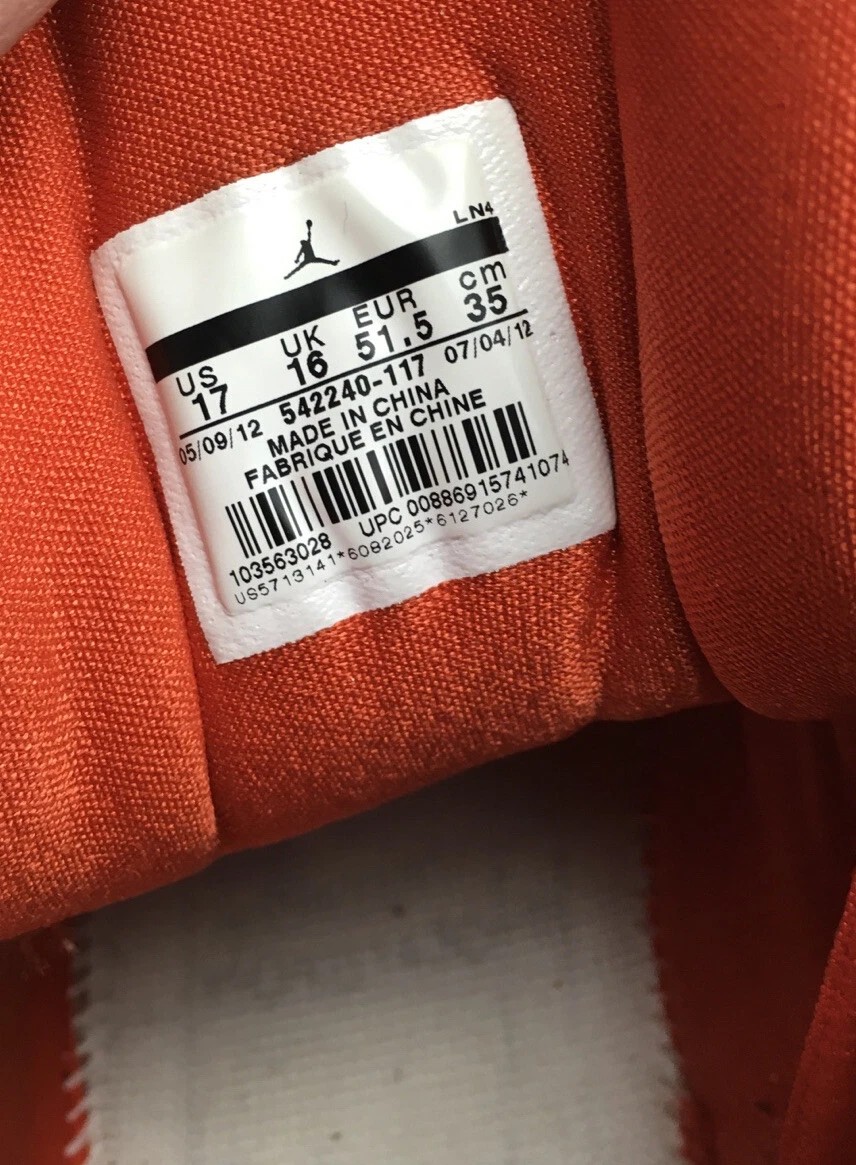 LN4
US UK EUR cm
17 16 51.5 35
05/09/12 542240-117 07/04/12
MADE IN CHINA
FABRIQUE EN CHINE
103563028 UPC 00886915741074
US5713141*6082025*6127026*